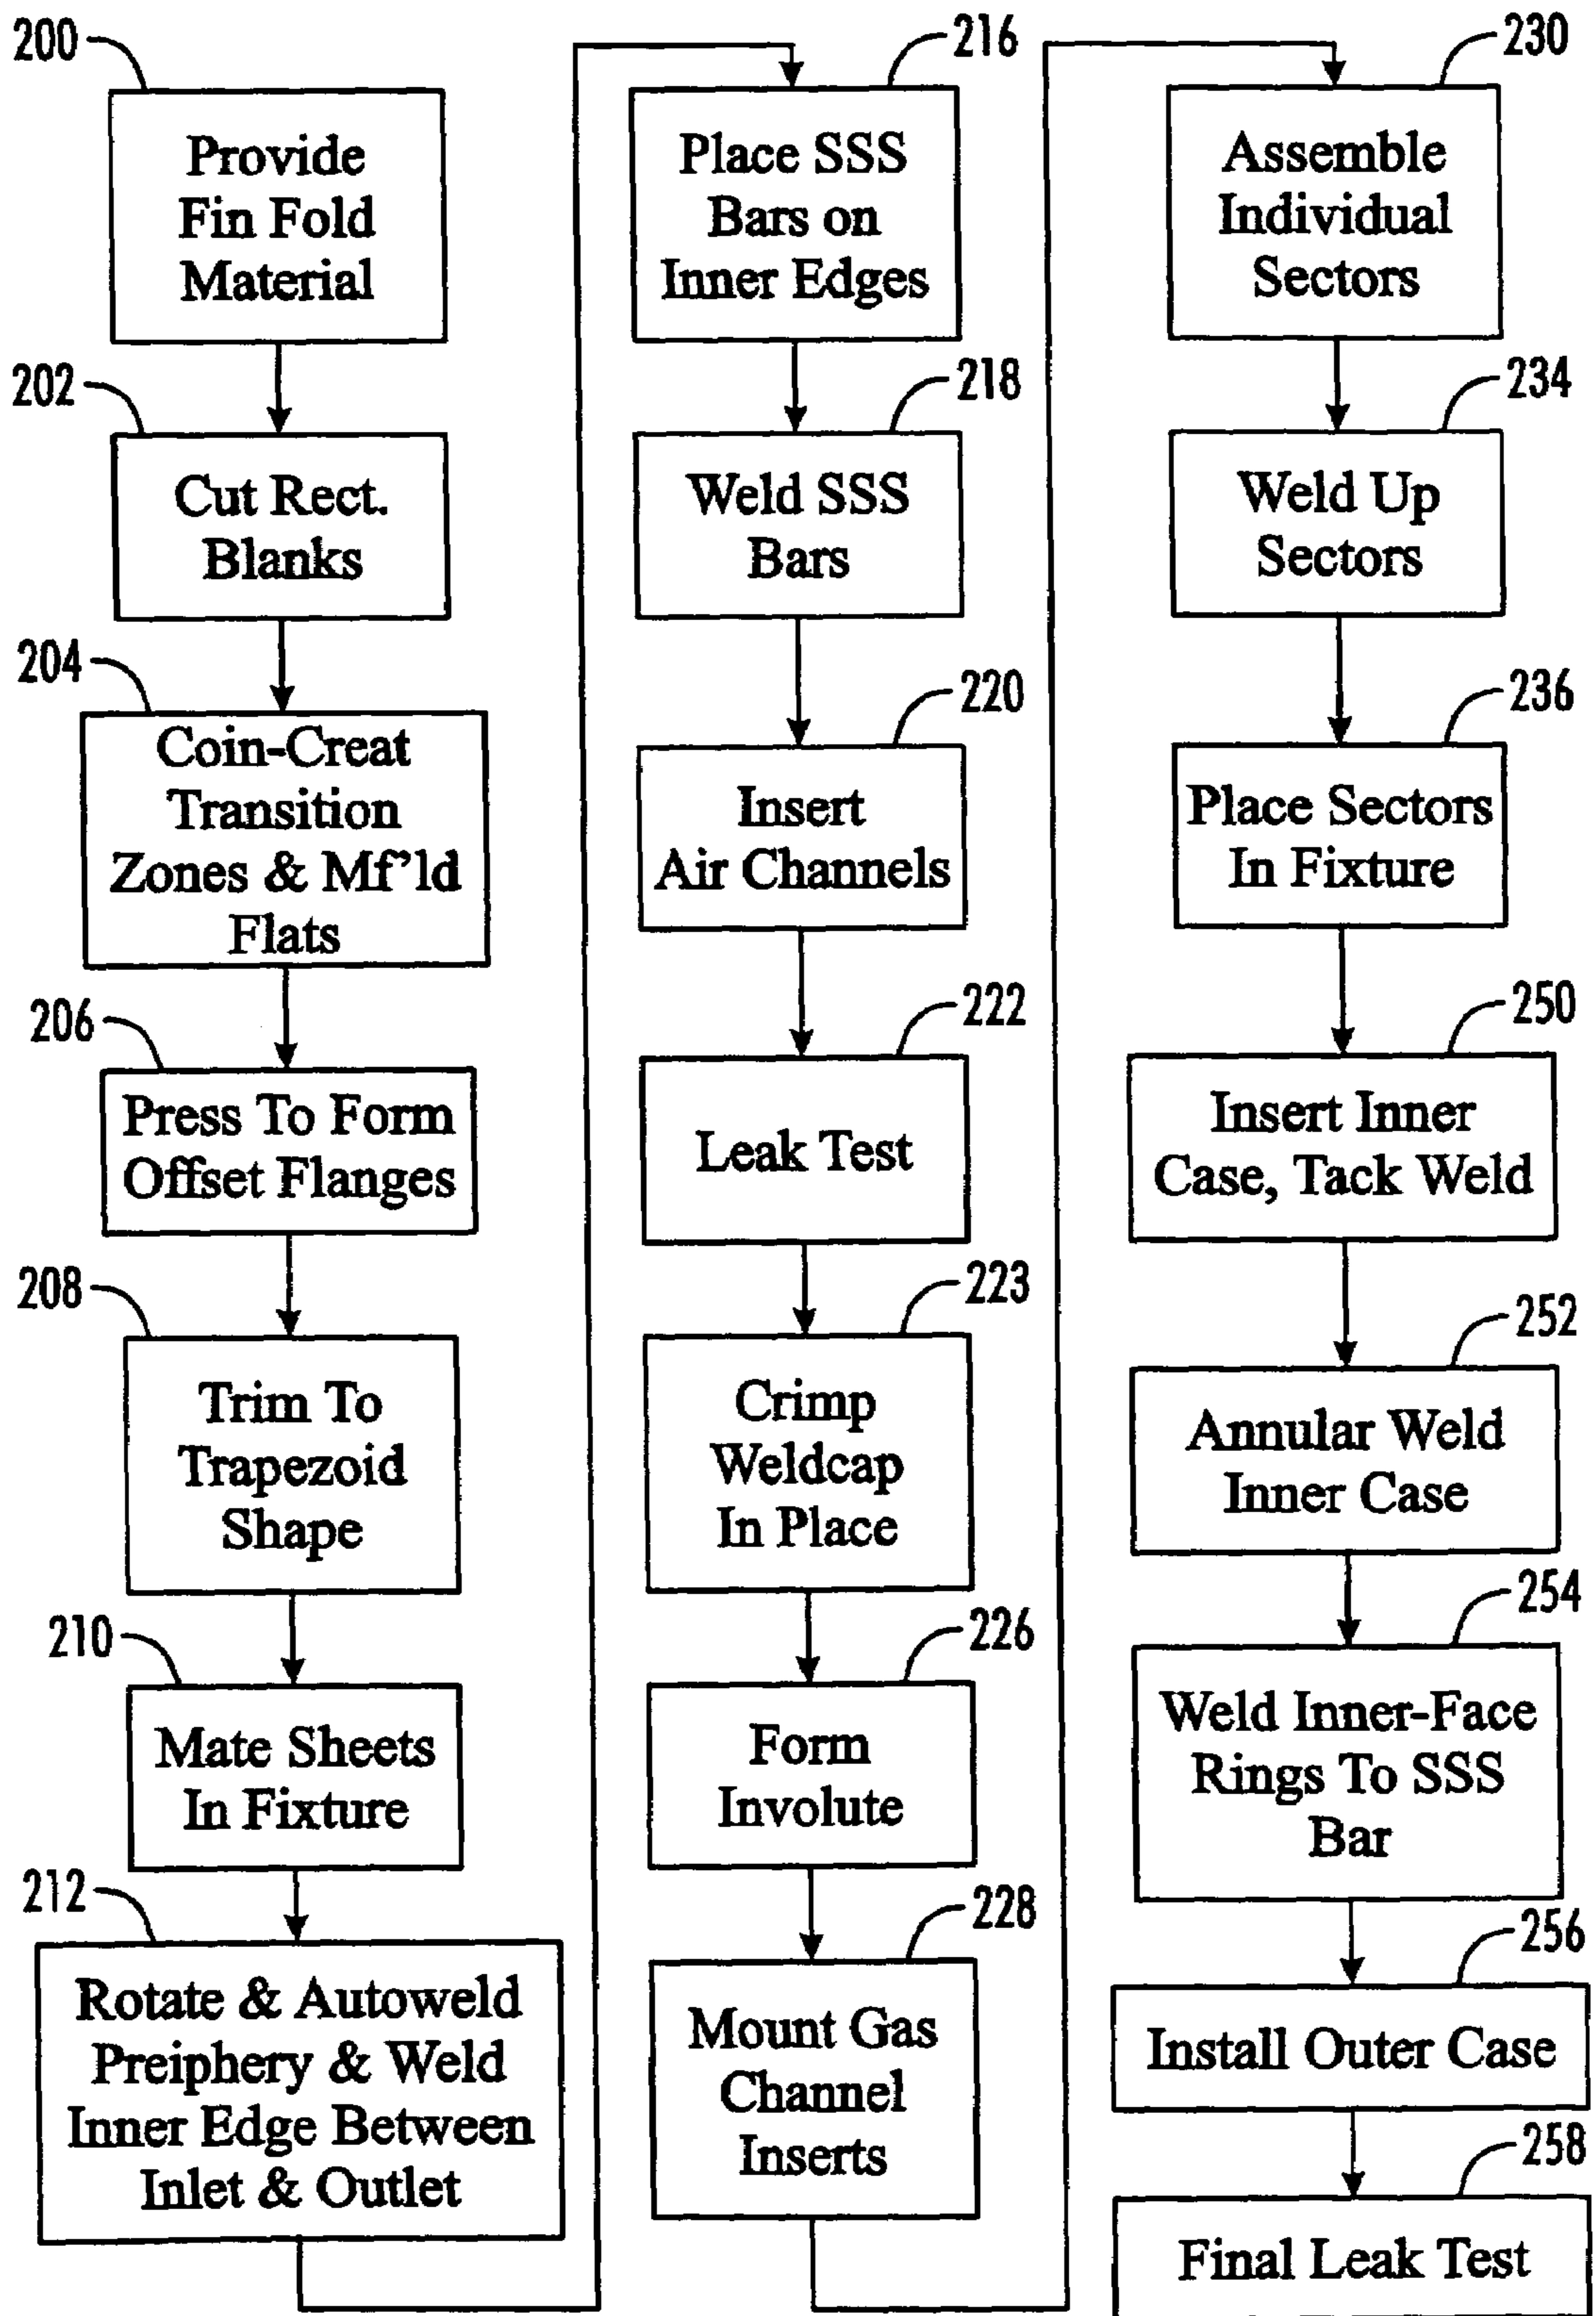 200
Provide
Fin Fold
Material
202
Cut Rect.
Blanks
204
Coin-Creat
Transition
Zones & Mf'ld
Flats
206
Press To Form
Offset Flanges
208
Trim To
Trapezoid
Shape
210
Mate Sheets
In Fixture
212
Rotate & Autoweld
Preiphery & Weld
Inner Edge Between
Inlet & Outlet
216
Place SSS
Bars on
Inner Edges
218
Weld SSS
Bars
220
Insert
Air Channels
222
Leak Test
223
Crimp
Weldcap
In Place
226
Form
Involute
228
Mount Gas
Channel
Inserts
230
Assemble
Individual
Sectors
234
Weld Up
Sectors
236
Place Sectors
In Fixture
250
Insert Inner
Case, Tack Weld
252
Annular Weld
Inner Case
254
Weld Inner-Face
Rings To SSS
Bar
256
Install Outer Case
258
Final Leak Test